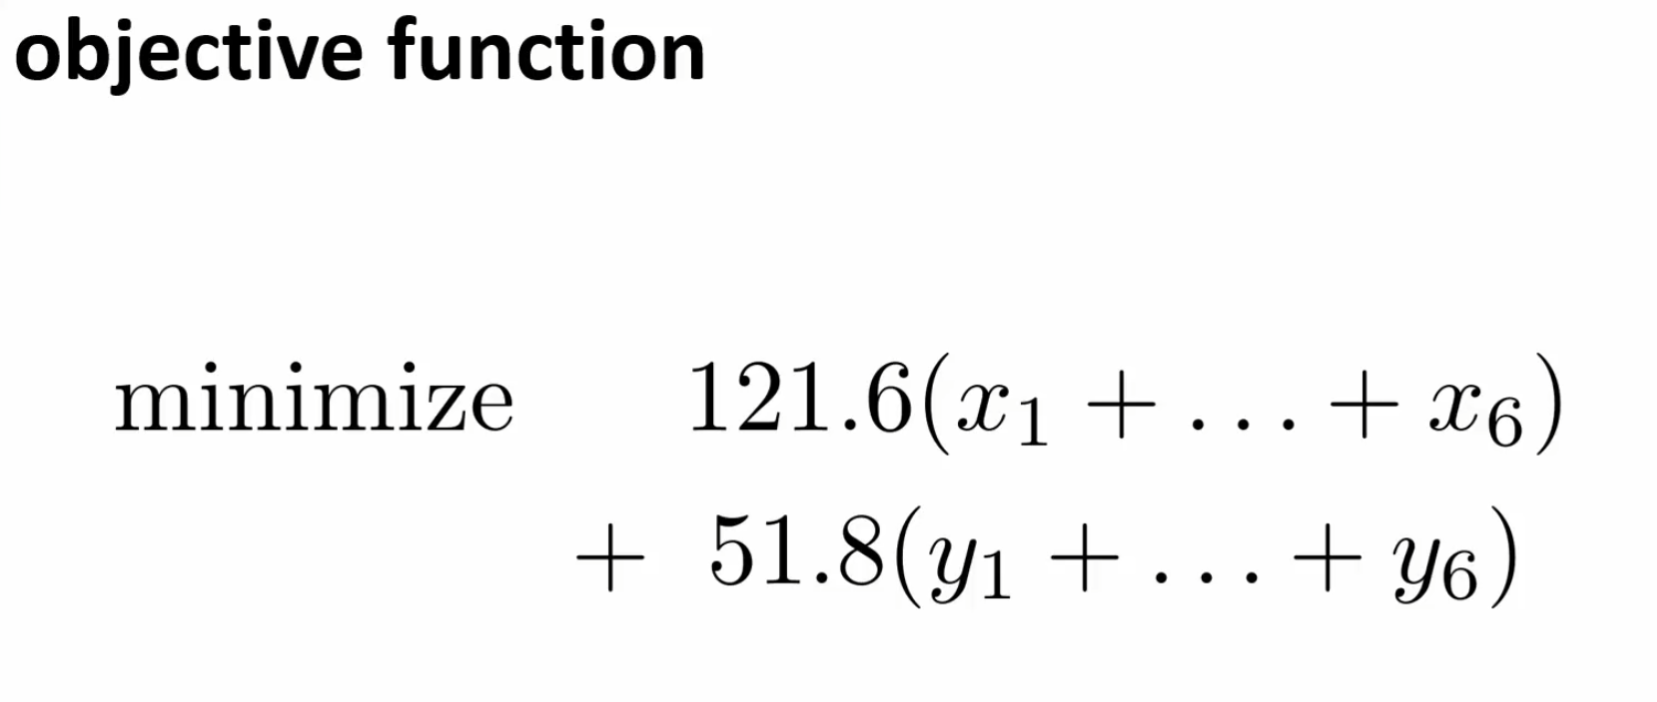 objective function
minimize 121.6(x₁ + ... + x₆)
+ 51.8(y₁ + ... + y₆)